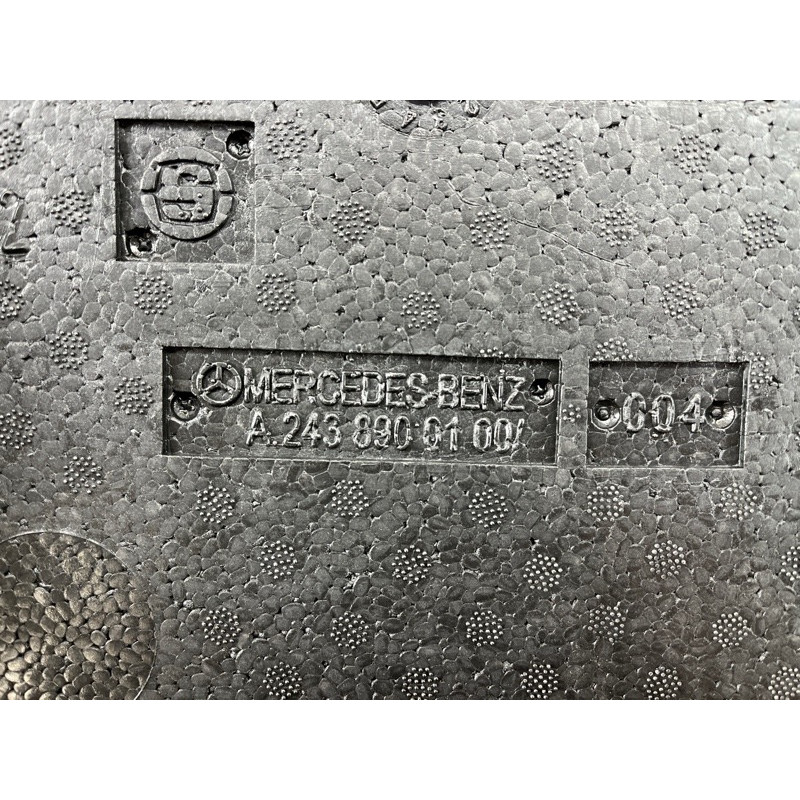 MERCEDES-BENZ
A 243 890 01 00/
004